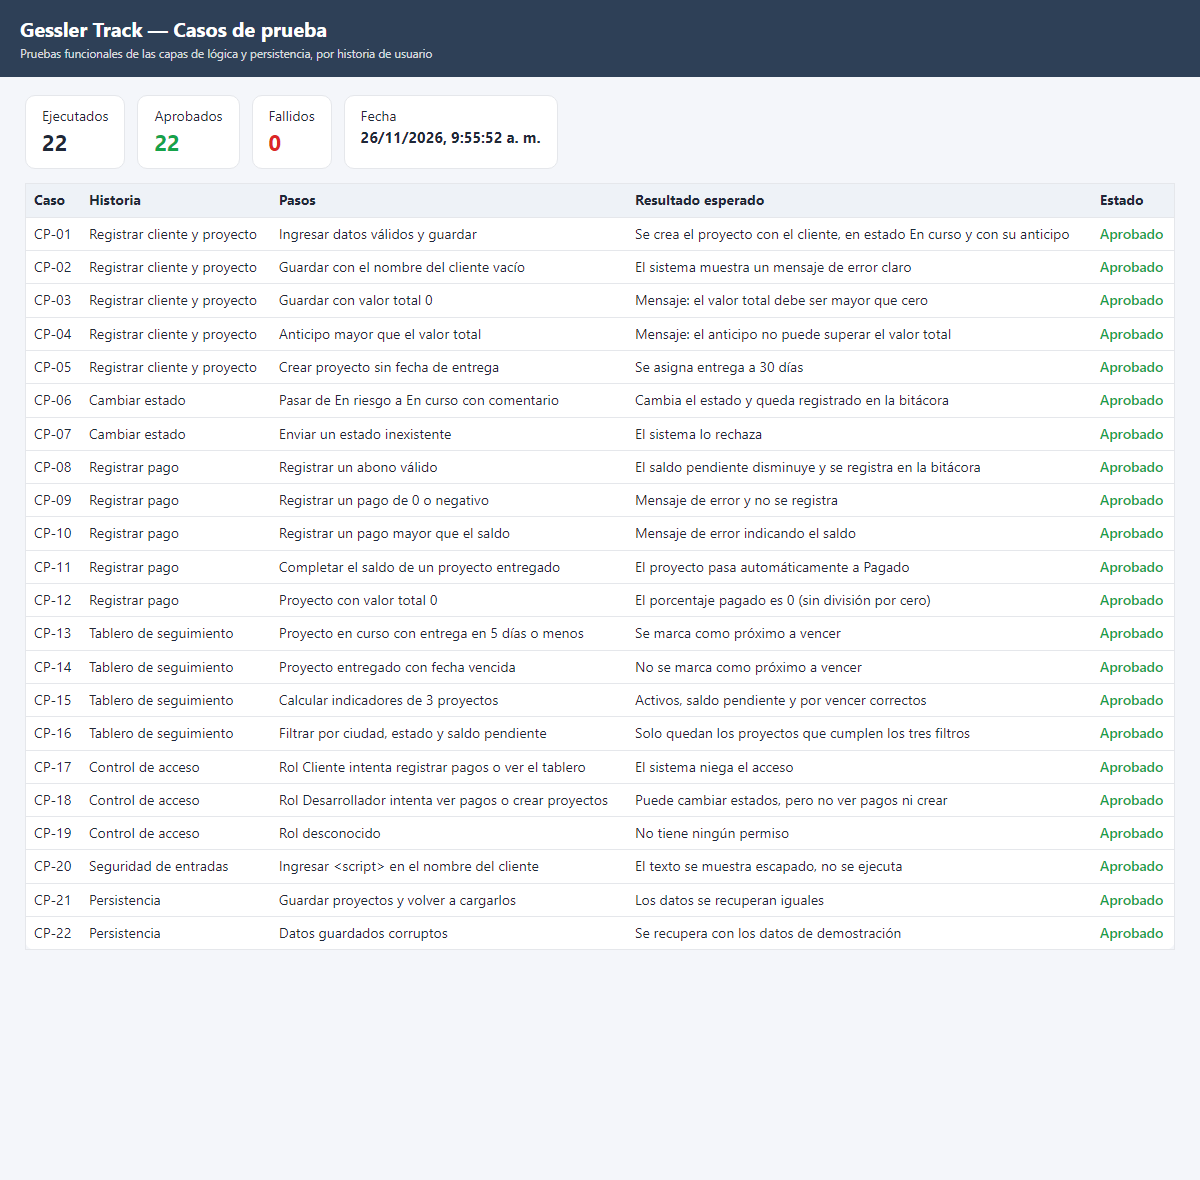 Gessler Track — Casos de prueba
Pruebas funcionales de las capas de lógica y persistencia, por historia de usuario
Ejecutados Aprobados Fallidos Fecha
22 22 0 26/11/2026, 9:55:52 a. m.
Caso Historia Pasos Resultado esperado Estado
CP-01 Registrar cliente y proyecto Ingresar datos válidos y guardar Se crea el proyecto con el cliente, en estado En curso y con su anticipo Aprobado
CP-02 Registrar cliente y proyecto Guardar con el nombre del cliente vacío El sistema muestra un mensaje de error claro Aprobado
CP-03 Registrar cliente y proyecto Guardar con valor total 0 Mensaje: el valor total debe ser mayor que cero Aprobado
CP-04 Registrar cliente y proyecto Anticipo mayor que el valor total Mensaje: el anticipo no puede superar el valor total Aprobado
CP-05 Registrar cliente y proyecto Crear proyecto sin fecha de entrega Se asigna entrega a 30 días Aprobado
CP-06 Cambiar estado Pasar de En riesgo a En curso con comentario Cambia el estado y queda registrado en la bitácora Aprobado
CP-07 Cambiar estado Enviar un estado inexistente El sistema lo rechaza Aprobado
CP-08 Registrar pago Registrar un abono válido El saldo pendiente disminuye y se registra en la bitácora Aprobado
CP-09 Registrar pago Registrar un pago de 0 o negativo Mensaje de error y no se registra Aprobado
CP-10 Registrar pago Registrar un pago mayor que el saldo Mensaje de error indicando el saldo Aprobado
CP-11 Registrar pago Completar el saldo de un proyecto entregado El proyecto pasa automáticamente a Pagado Aprobado
CP-12 Registrar pago Proyecto con valor total 0 El porcentaje pagado es 0 (sin división por cero) Aprobado
CP-13 Tablero de seguimiento Proyecto en curso con entrega en 5 días o menos Se marca como próximo a vencer Aprobado
CP-14 Tablero de seguimiento Proyecto entregado con fecha vencida No se marca como próximo a vencer Aprobado
CP-15 Tablero de seguimiento Calcular indicadores de 3 proyectos Activos, saldo pendiente y por vencer correctos Aprobado
CP-16 Tablero de seguimiento Filtrar por ciudad, estado y saldo pendiente Solo quedan los proyectos que cumplen los tres filtros Aprobado
CP-17 Control de acceso Rol Cliente intenta registrar pagos o ver el tablero El sistema niega el acceso Aprobado
CP-18 Control de acceso Rol Desarrollador intenta ver pagos o crear proyectos Puede cambiar estados, pero no ver pagos ni crear Aprobado
CP-19 Control de acceso Rol desconocido No tiene ningún permiso Aprobado
CP-20 Seguridad de entradas Ingresar <script> en el nombre del cliente El texto se muestra escapado, no se ejecuta Aprobado
CP-21 Persistencia Guardar proyectos y volver a cargarlos Los datos se recuperan iguales Aprobado
CP-22 Persistencia Datos guardados corruptos Se recupera con los datos de demostración Aprobado